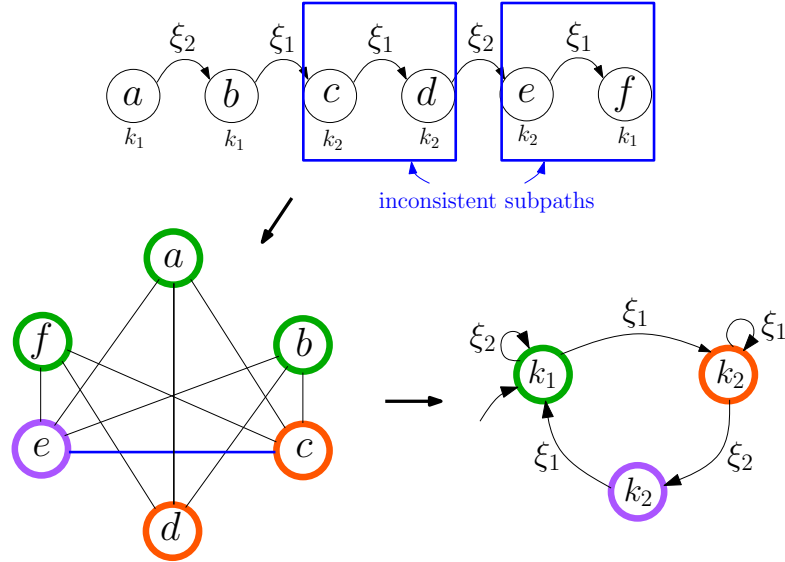 ξ₂ ξ₁ ξ₁ ξ₂ ξ₁
a b c d e f
k₁ k₁ k₂ k₂ k₂ k₁
inconsistent subpaths
a
f b
e c
d
ξ₁
ξ₂ ξ₁
k₁ k₂
ξ₁ ξ₂
k₂